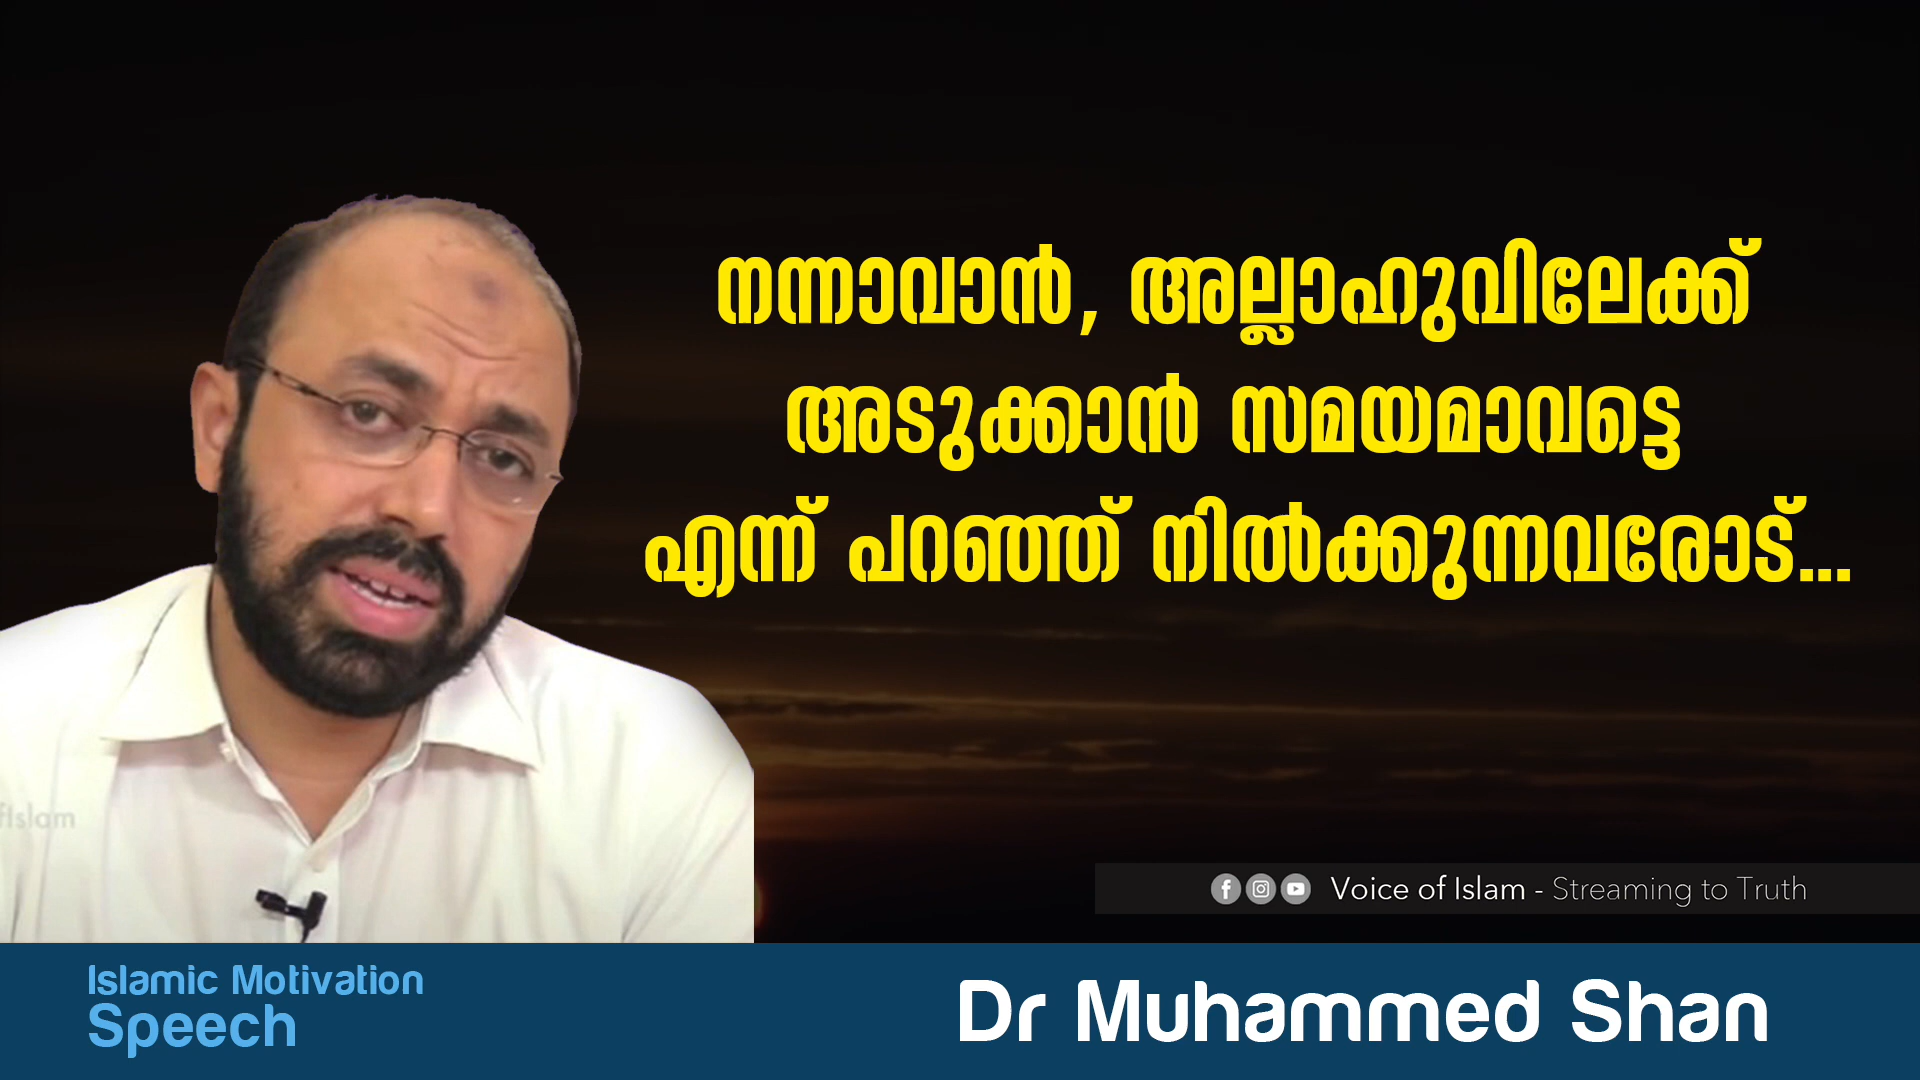 നന്നാവാൻ, അല്ലാഹുവിലേക്ക്
അടുക്കാൻ സമയമാവട്ടെ
എന്ന് പറഞ്ഞ് നിൽക്കുന്നവരോട്...
fIslam
Voice of Islam - Streaming to Truth
Islamic Motivation
Speech
Dr Muhammed Shan